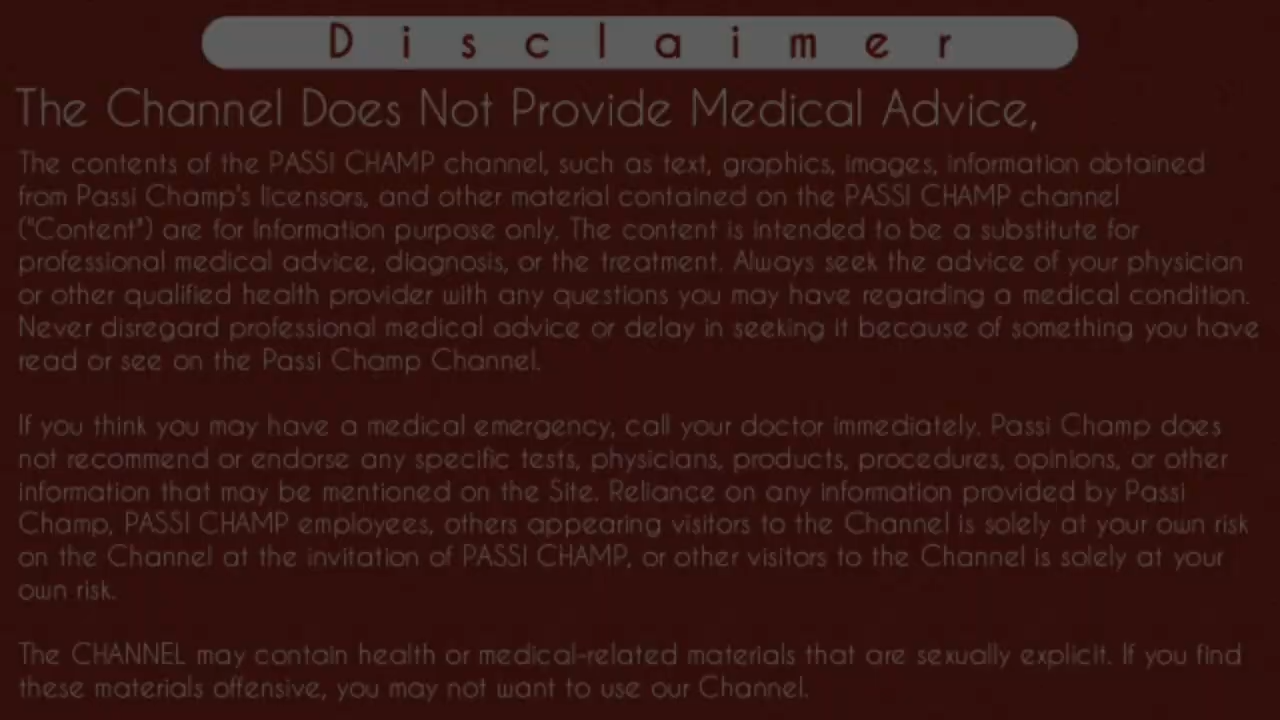 Disclaimer
The Channel Does Not Provide Medical Advice,
The contents of the PASSI CHAMP channel, such as text, graphics, images, information obtained
from Passi Champ's licensors, and other material contained on the PASSI CHAMP channel
("Content") are for Information purpose only. The content is intended to be a substitute for
professional medical advice, diagnosis, or the treatment. Always seek the advice of your physician
or other qualified health provider with any questions you may have regarding a medical condition.
Never disregard professional medical advice or delay in seeking it because of something you have
read or see on the Passi Champ Channel.
If you think you may have a medical emergency, call your doctor immediately. Passi Champ does
not recommend or endorse any specific tests, physicians, products, procedures, opinions, or other
information that may be mentioned on the Site. Reliance on any information provided by Passi
Champ, PASSI CHAMP employees, others appearing visitors to the Channel is solely at your own risk
on the Channel at the invitation of PASSI CHAMP, or other visitors to the Channel is solely at your
own risk.
The CHANNEL may contain health or medical-related materials that are sexually explicit. If you find
these materials offensive, you may not want to use our Channel.